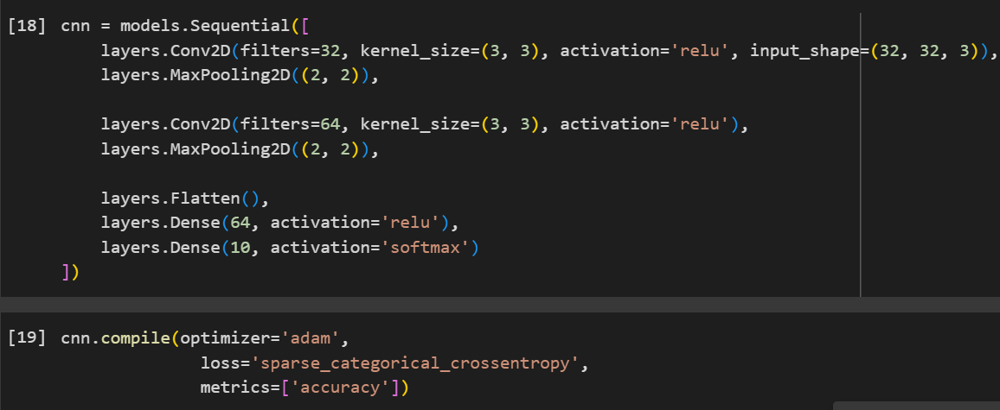 [18] cnn = models.Sequential([
layers.Conv2D(filters=32, kernel_size=(3, 3), activation='relu', input_shape=(32, 32, 3)),
layers.MaxPooling2D((2, 2)),
layers.Conv2D(filters=64, kernel_size=(3, 3), activation='relu'),
layers.MaxPooling2D((2, 2)),
layers.Flatten(),
layers.Dense(64, activation='relu'),
layers.Dense(10, activation='softmax')
])
[19] cnn.compile(optimizer='adam',
loss='sparse_categorical_crossentropy',
metrics=['accuracy'])